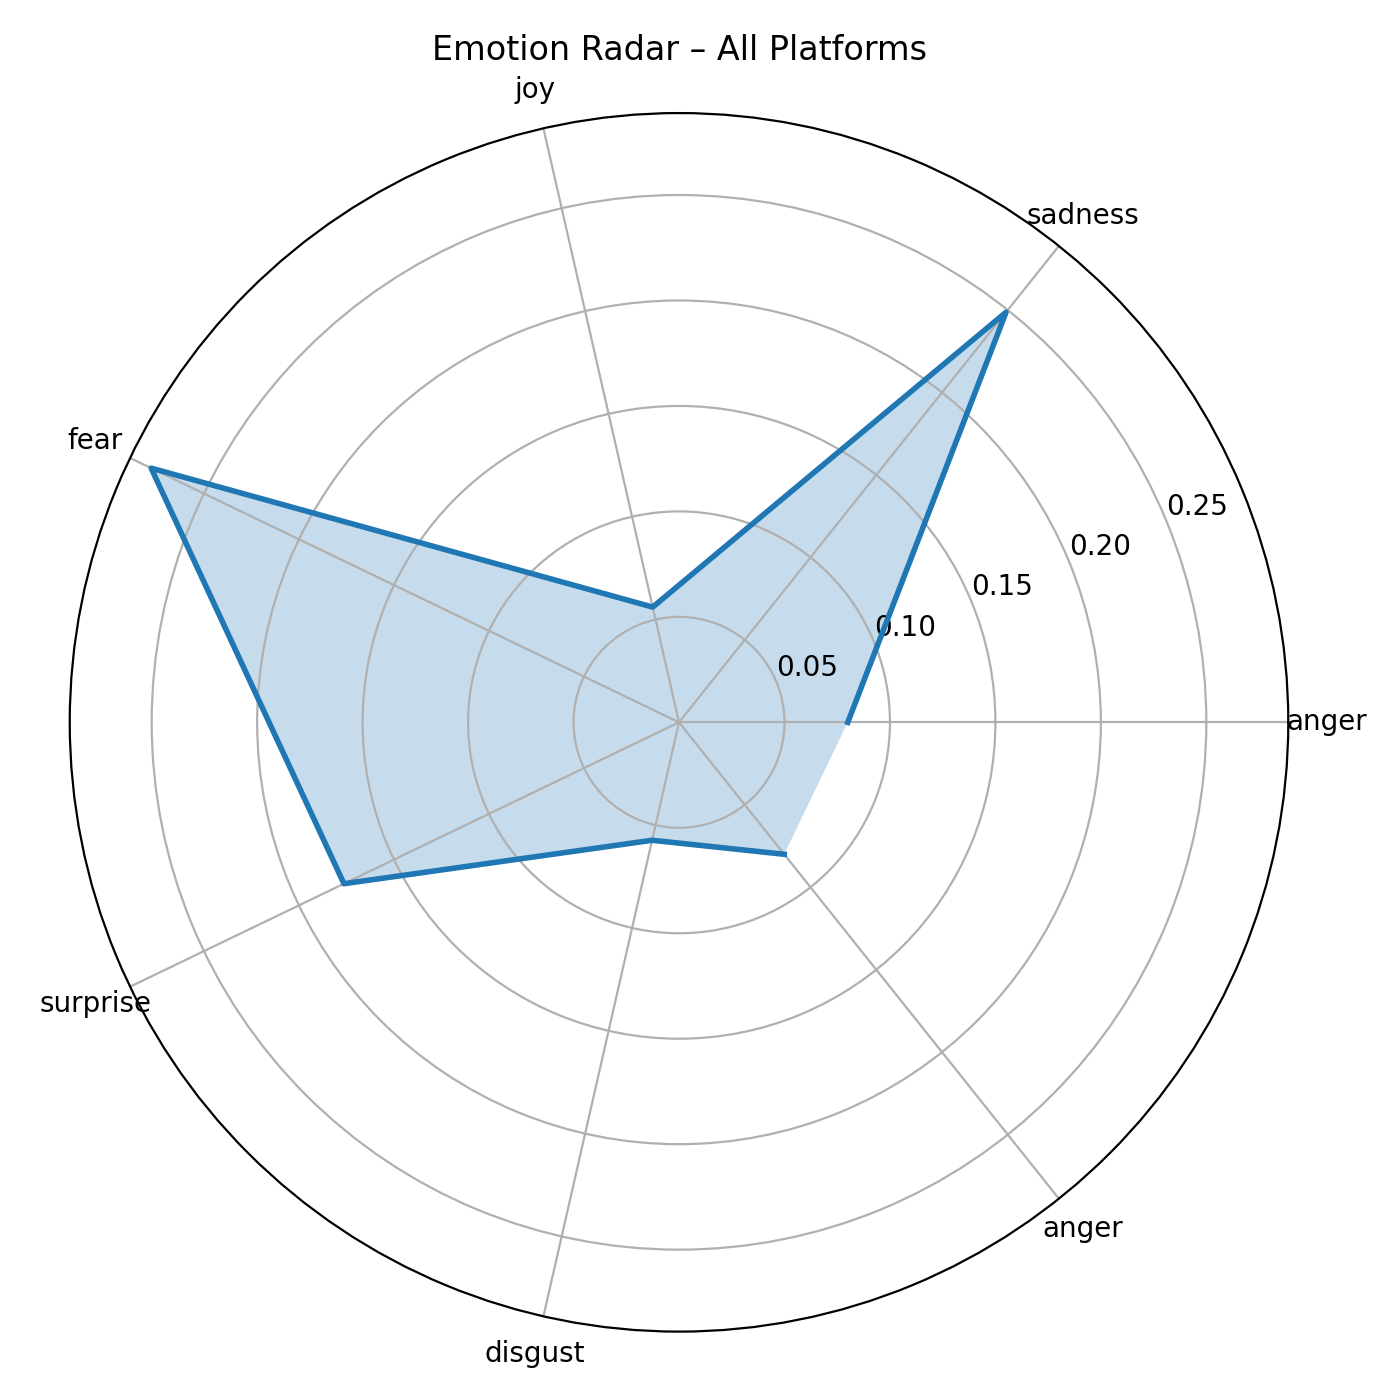 Emotion Radar – All Platforms
joy
sadness
fear
0.25
0.20
0.15
0.10
0.05
anger
surprise
anger
disgust